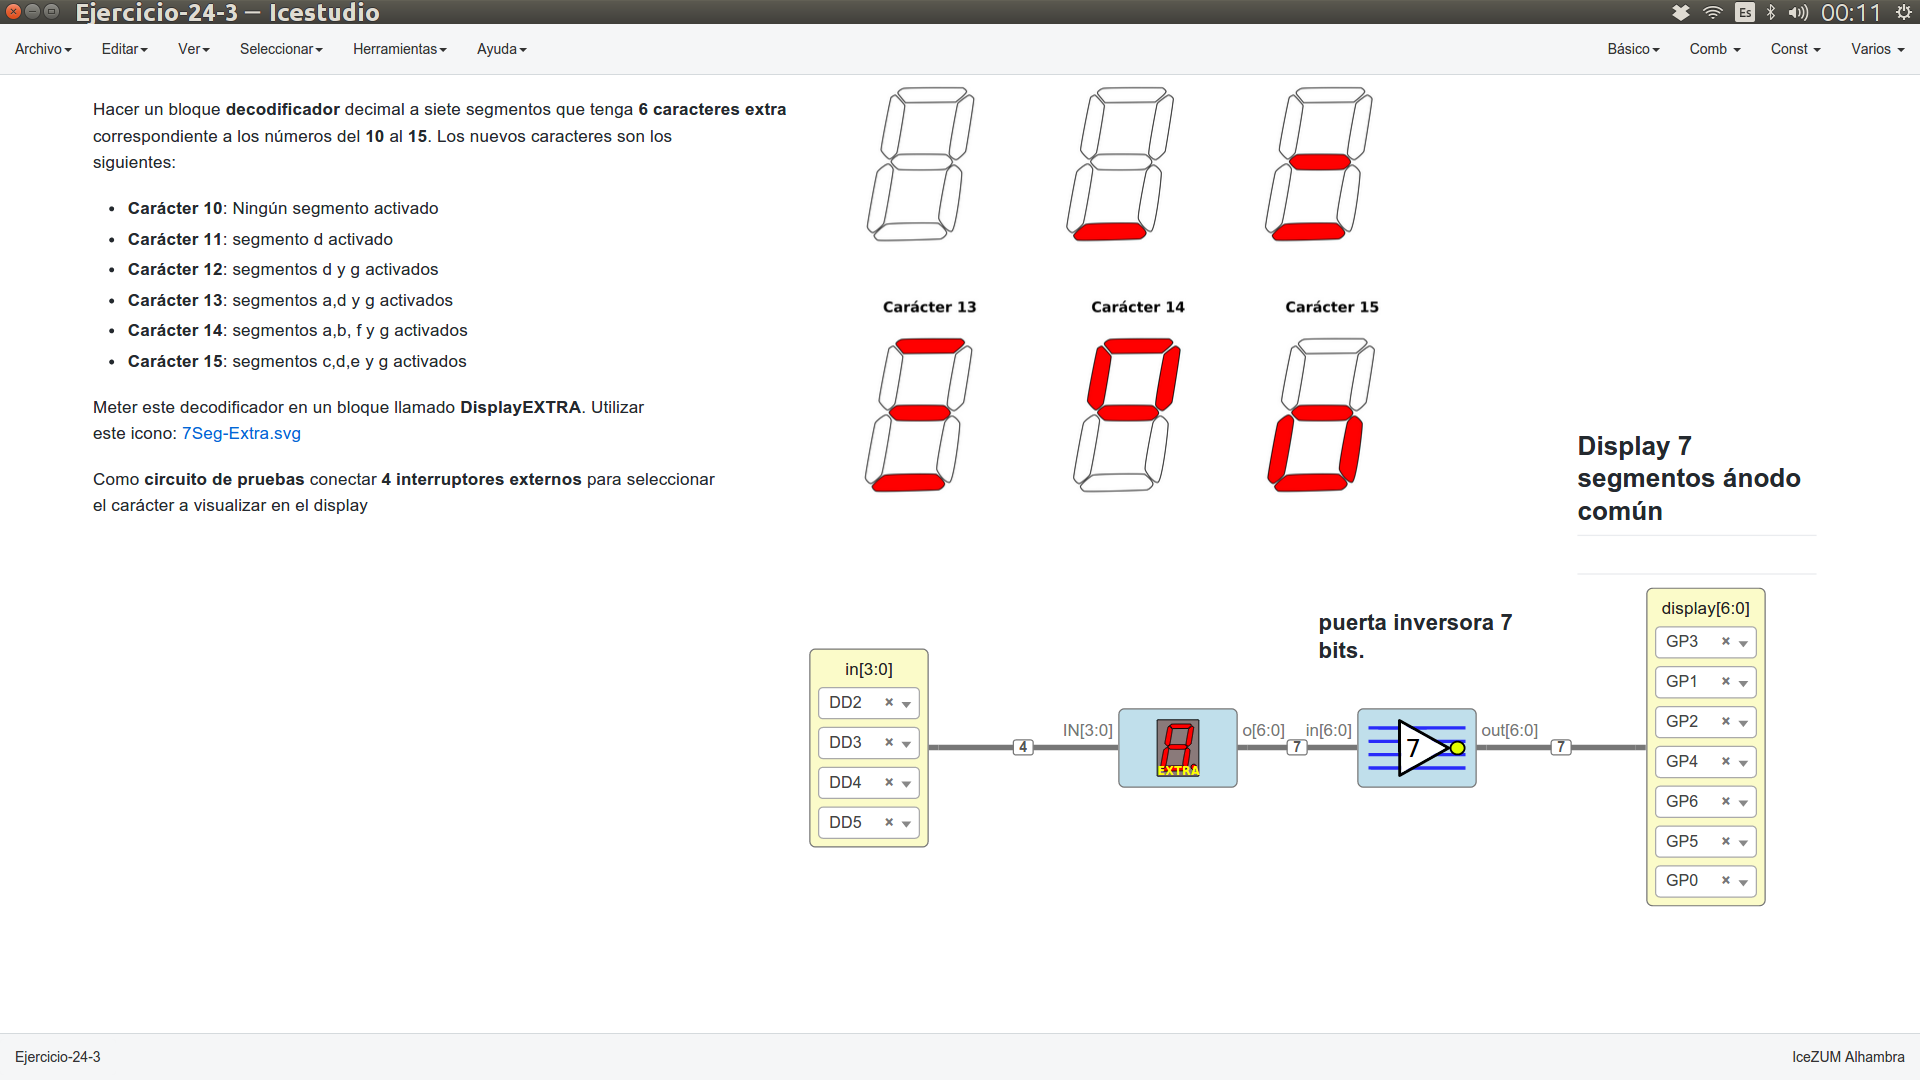 Ejercicio-24-3 — Icestudio
Es
00:11
Archivo
Editar
Ver
Seleccionar
Herramientas
Ayuda
Básico
Comb
Const
Varios
Hacer un bloque decodificador decimal a siete segmentos que tenga 6 caracteres extra
correspondiente a los números del 10 al 15. Los nuevos caracteres son los
siguientes:
• Carácter 10: Ningún segmento activado
• Carácter 11: segmento d activado
• Carácter 12: segmentos d y g activados
• Carácter 13: segmentos a,d y g activados
• Carácter 14: segmentos a,b, f y g activados
• Carácter 15: segmentos c,d,e y g activados
Meter este decodificador en un bloque llamado DisplayEXTRA. Utilizar
este icono: 7Seg-Extra.svg
Como circuito de pruebas conectar 4 interruptores externos para seleccionar
el carácter a visualizar en el display
Carácter 13
Carácter 14
Carácter 15
Display 7
segmentos ánodo
común
puerta inversora 7
bits.
in[3:0]
DD2
DD3
DD4
DD5
4
IN[3:0]
EXTRA
o[6:0]
7
in[6:0]
7
out[6:0]
7
display[6:0]
GP3
GP1
GP2
GP4
GP6
GP5
GP0
Ejercicio-24-3
IceZUM Alhambra